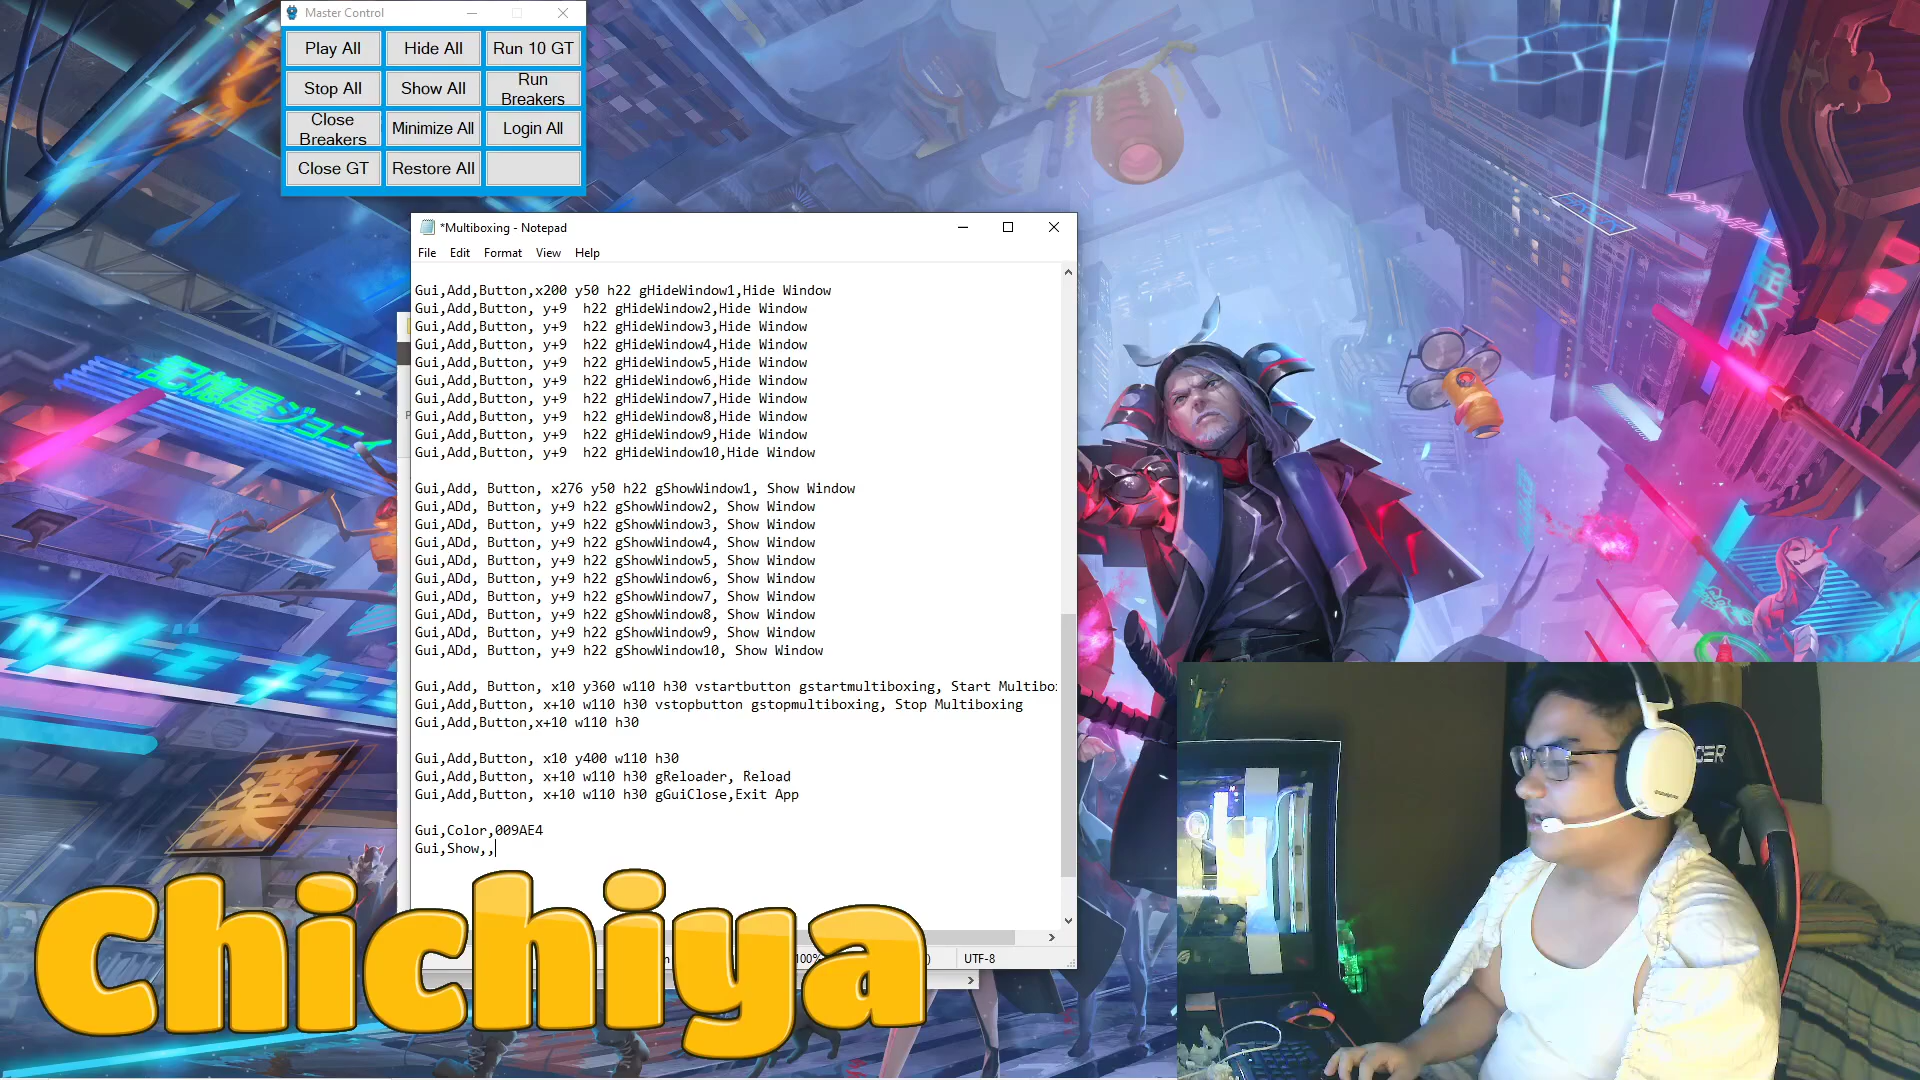 Master Control
Play All
Hide All
Run 10 GT
Stop All
Show All
Run
Breakers
Close
Breakers
Minimize All
Login All
Close GT
Restore All
*Multiboxing - Notepad
File Edit Format View Help
Gui,Add,Button,x200 y50 h22 gHideWindow1,Hide Window
Gui,Add,Button, y+9  h22 gHideWindow2,Hide Window
Gui,Add,Button, y+9  h22 gHideWindow3,Hide Window
Gui,Add,Button, y+9  h22 gHideWindow4,Hide Window
Gui,Add,Button, y+9  h22 gHideWindow5,Hide Window
Gui,Add,Button, y+9  h22 gHideWindow6,Hide Window
Gui,Add,Button, y+9  h22 gHideWindow7,Hide Window
Gui,Add,Button, y+9  h22 gHideWindow8,Hide Window
Gui,Add,Button, y+9  h22 gHideWindow9,Hide Window
Gui,Add,Button, y+9  h22 gHideWindow10,Hide Window
Gui,Add, Button, x276 y50 h22 gShowWindow1, Show Window
Gui,ADd, Button, y+9 h22 gShowWindow2, Show Window
Gui,ADd, Button, y+9 h22 gShowWindow3, Show Window
Gui,ADd, Button, y+9 h22 gShowWindow4, Show Window
Gui,ADd, Button, y+9 h22 gShowWindow5, Show Window
Gui,ADd, Button, y+9 h22 gShowWindow6, Show Window
Gui,ADd, Button, y+9 h22 gShowWindow7, Show Window
Gui,ADd, Button, y+9 h22 gShowWindow8, Show Window
Gui,ADd, Button, y+9 h22 gShowWindow9, Show Window
Gui,ADd, Button, y+9 h22 gShowWindow10, Show Window
Gui,Add, Button, x10 y360 w110 h30 vstartbutton gstartmultiboxing, Start Multibo
Gui,Add, Button, x+10 w110 h30 vstopbutton gstopmultiboxing, Stop Multiboxing
Gui,Add,Button,x+10 w110 h30
Gui,Add,Button, x10 y400 w110 h30
Gui,Add,Button, x+10 w110 h30 gReloader, Reload
Gui,Add,Button, x+10 w110 h30 gGuiClose,Exit App
Gui,Color,009AE4
Gui,Show,,
100%
UTF-8
Chichiya
薬